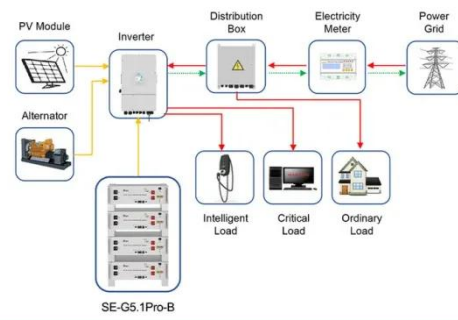 PV Module
Inverter
Distribution
Box
Electricity
Meter
Power
Grid
Alternator
Intelligent
Load
Critical
Load
Ordinary
Load
SE-G5.1Pro-B